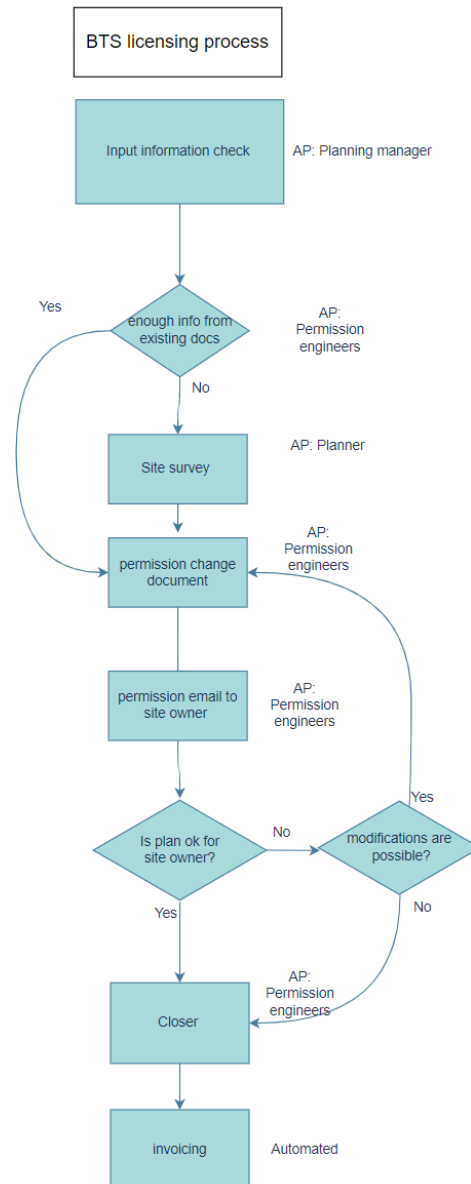 BTS licensing process
Input information check
AP: Planning manager
Yes
enough info from
existing docs
AP:
Permission
engineers
No
Site survey
AP: Planner
permission change
document
AP:
Permission
engineers
permission email to
site owner
AP:
Permission
engineers
Is plan ok for
site owner?
No
modifications are
possible?
Yes
Yes
No
Closer
AP:
Permission
engineers
invoicing
Automated